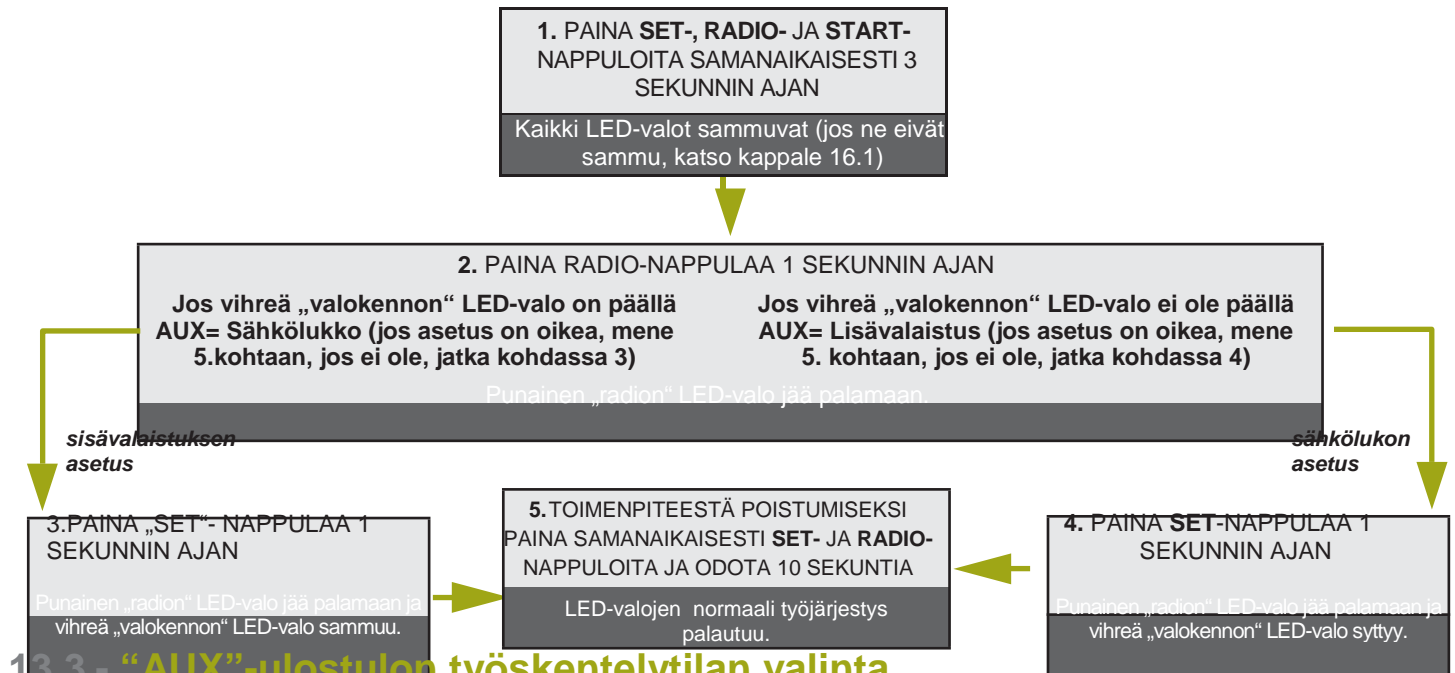 1. PAINA SET-, RADIO- JA START-
NAPPULOITA SAMANAIKAISESTI 3
SEKUNNIN AJAN
Kaikki LED-valot sammuvat (jos ne eivät
sammu, katso kappale 16.1)
2. PAINA RADIO-NAPPULAA 1 SEKUNNIN AJAN
Jos vihreä „valokennon“ LED-valo on päällä
AUX= Sähkölukko (jos asetus on oikea, mene
5.kohtaan, jos ei ole, jatka kohdassa 3)
Jos vihreä „valokennon“ LED-valo ei ole päällä
AUX= Lisävalaistus (jos asetus on oikea, mene
5. kohtaan, jos ei ole, jatka kohdassa 4)
Punainen „radion“ LED-valo jää palamaan.
sisävalaistuksen
asetus
sähkölukon
asetus
3.PAINA „SET“- NAPPULAA 1
SEKUNNIN AJAN
Punainen „radion“ LED-valo jää palamaan ja
vihreä „valokennon“ LED-valo sammuu.
5.TOIMENPITEESTÄ POISTUMISEKSI
PAINA SAMANAIKAISESTI SET- JA RADIO-
NAPPULOITA JA ODOTA 10 SEKUNTIA
LED-valojen normaali työjärjestys
palautuu.
4. PAINA SET-NAPPULAA 1
SEKUNNIN AJAN
Punainen „radion“ LED-valo jää palamaan ja
vihreä „valokennon“ LED-valo syttyy.
13.3.- “AUX”-ulostulon työskentelytilan valinta